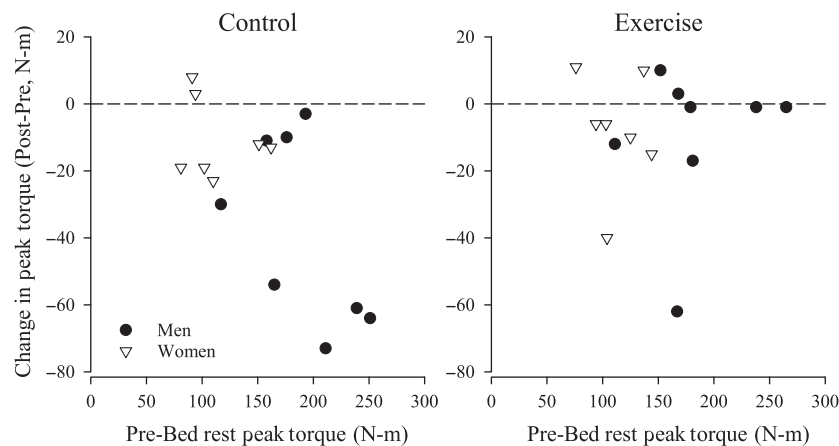 Control
Exercise
Change in peak torque (Post-Pre, N-m)
20
0
−20
−40
−60
−80
20
0
−20
−40
−60
−80
Men
Women
0 50 100 150 200 250 300
0 50 100 150 200 250 300
Pre-Bed rest peak torque (N-m)
Pre-Bed rest peak torque (N-m)